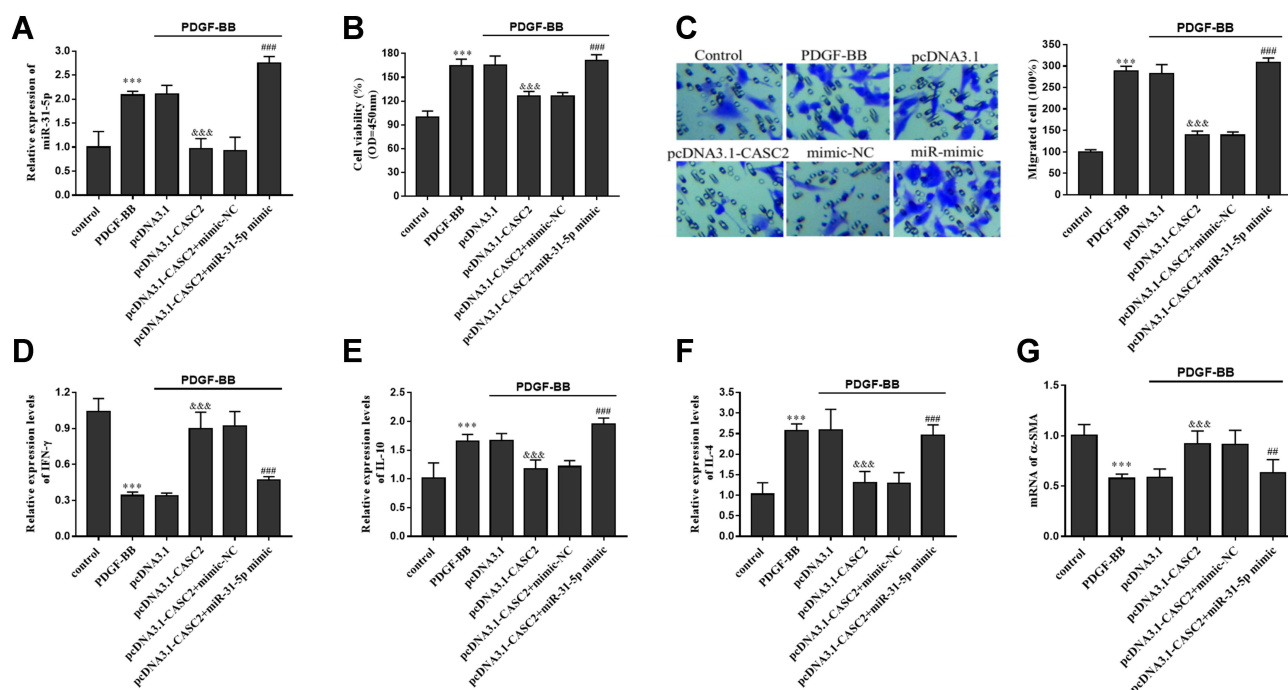 A
PDGF-BB
Relative expression of
miR-31-5p
3.0
2.5
2.0
1.5
1.0
0.5
0.0
***
&&&
###
control
PDGF-BB
pcDNA3.1
pcDNA3.1-CASC2
pcDNA3.1-CASC2+mimic-NC
pcDNA3.1-CASC2+miR-31-5p mimic
B
PDGF-BB
Cell viability (%)
(OD=450nm)
180
150
120
90
60
30
0
***
&&&
###
control
PDGF-BB
pcDNA3.1
pcDNA3.1-CASC2
pcDNA3.1-CASC2+mimic-NC
pcDNA3.1-CASC2+miR-31-5p mimic
C
Control
PDGF-BB
pcDNA3.1
pcDNA3.1-CASC2
mimic-NC
miR-mimic
PDGF-BB
Migrated cell (100%)
350
300
250
200
150
100
50
0
***
&&&
###
control
PDGF-BB
pcDNA3.1
pcDNA3.1-CASC2
pcDNA3.1-CASC2+mimic-NC
pcDNA3.1-CASC2+miR-31-5p mimic
D
PDGF-BB
Relative expression levels
of IFN-γ
1.2
0.9
0.6
0.3
0.0
***
&&&
###
control
PDGF-BB
pcDNA3.1
pcDNA3.1-CASC2
pcDNA3.1-CASC2+mimic-NC
pcDNA3.1-CASC2+miR-31-5p mimic
E
PDGF-BB
Relative expression levels
of IL-10
2.5
2.0
1.5
1.0
0.5
0.0
***
&&&
###
control
PDGF-BB
pcDNA3.1
pcDNA3.1-CASC2
pcDNA3.1-CASC2+mimic-NC
pcDNA3.1-CASC2+miR-31-5p mimic
F
PDGF-BB
Relative expression levels
of IL-4
3.5
3.0
2.5
2.0
1.5
1.0
0.5
0.0
***
&&&
###
control
PDGF-BB
pcDNA3.1
pcDNA3.1-CASC2
pcDNA3.1-CASC2+mimic-NC
pcDNA3.1-CASC2+miR-31-5p mimic
G
PDGF-BB
mRNA of α-SMA
1.5
1.0
0.5
0.0
***
&&&
##
control
PDGF-BB
pcDNA3.1
pcDNA3.1-CASC2
pcDNA3.1-CASC2+mimic-NC
pcDNA3.1-CASC2+miR-31-5p mimic